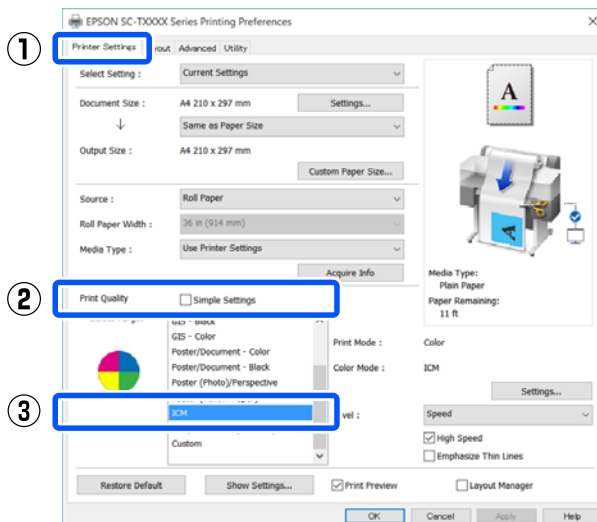 EPSON SC-TXXXX Series Printing Preferences
① Printer Settings yout Advanced Utility
Select Setting : Current Settings
Document Size : A4 210 x 297 mm Settings...
Same as Paper Size
Output Size : A4 210 x 297 mm
Custom Paper Size...
Source : Roll Paper
Roll Paper Width : 36 in (914 mm)
Media Type : Use Printer Settings
Acquire Info
A
Media Type:
Plain Paper
Paper Remaining:
11 ft
② Print Quality Simple Settings
GIS - Color
Poster/Document - Color
Poster/Document - Black
Poster (Photo)/Perspective
③ ICM
Custom
Print Mode : Color
Color Mode : ICM
Settings...
vel : Speed
High Speed
Emphasize Thin Lines
Restore Default Show Settings... Print Preview Layout Manager
OK Cancel Apply Help